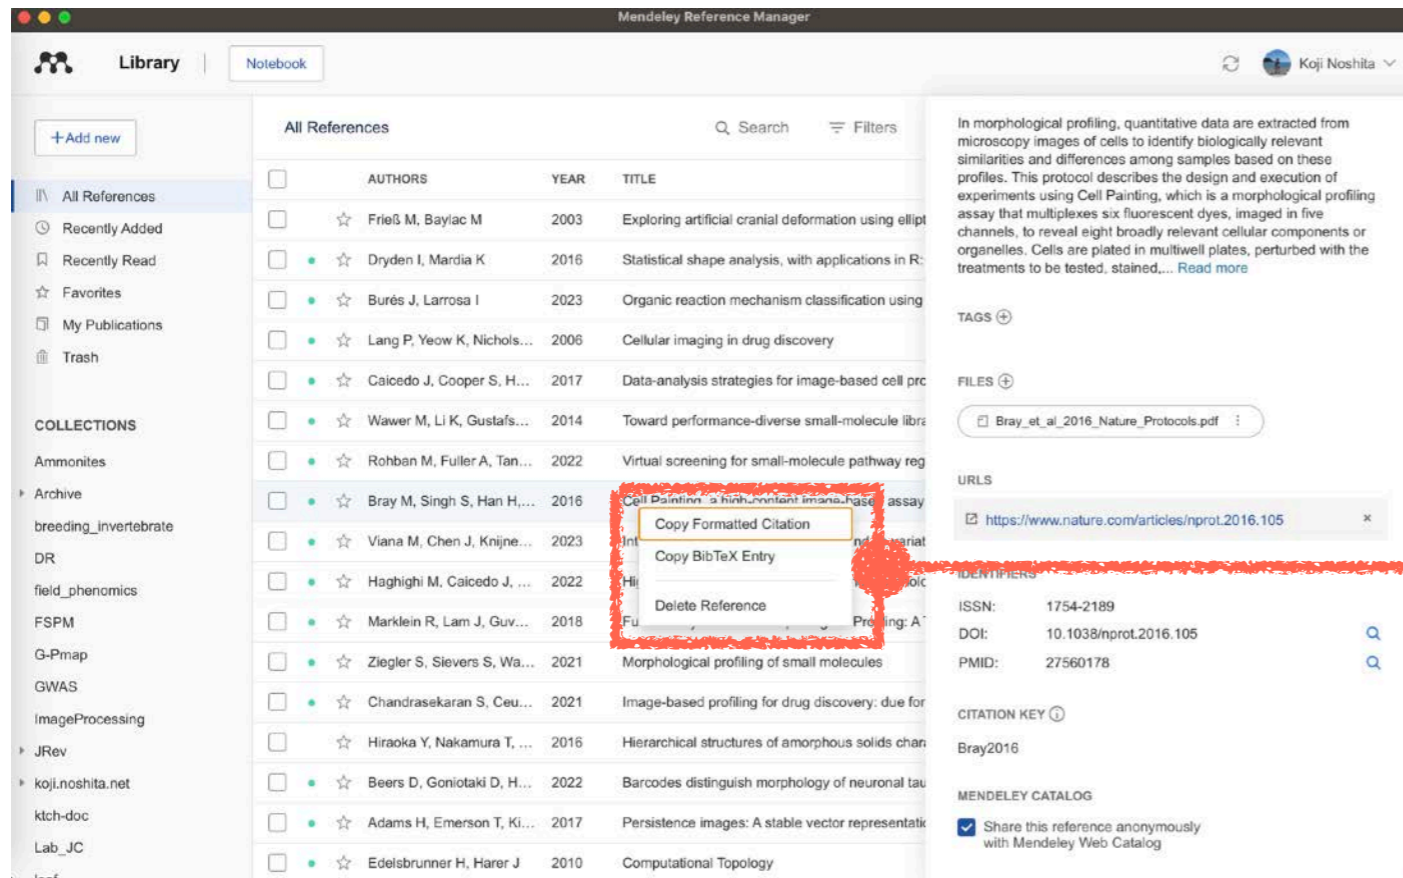 Mendeley Reference Manager
Library
Notebook
Koji Noshita
+Add new
All References
Recently Added
Recently Read
Favorites
My Publications
Trash
COLLECTIONS
Ammonites
Archive
breeding_invertebrate
DR
field_phenomics
FSPM
G-Pmap
GWAS
ImageProcessing
JRev
koji.noshita.net
ktch-doc
Lab_JC
All References
Search
Filters
AUTHORS YEAR TITLE
Frieß M, Baylac M 2003 Exploring artificial cranial deformation using ellipt
Dryden I, Mardia K 2016 Statistical shape analysis, with applications in R:
Burés J, Larrosa I 2023 Organic reaction mechanism classification using
Lang P, Yeow K, Nichols... 2006 Cellular imaging in drug discovery
Caicedo J, Cooper S, H... 2017 Data-analysis strategies for image-based cell pro
Wawer M, Li K, Gustafs... 2014 Toward performance-diverse small-molecule libra
Rohban M, Fuller A, Tan... 2022 Virtual screening for small-molecule pathway reg
Bray M, Singh S, Han H,... 2016 Cell Painting, a high-content image-based assay
Viana M, Chen J, Knijne... 2023 Int
Haghighi M, Caicedo J, ... 2022
Marklein R, Lam J, Guv... 2018 Fu
Ziegler S, Sievers S, Wa... 2021 Morphological profiling of small molecules
Chandrasekaran S, Ceu... 2021 Image-based profiling for drug discovery: due for
Hiraoka Y, Nakamura T, ... 2016 Hierarchical structures of amorphous solids chara
Beers D, Goniotaki D, H... 2022 Barcodes distinguish morphology of neuronal tau
Adams H, Emerson T, Ki... 2017 Persistence images: A stable vector representatio
Edelsbrunner H, Harer J 2010 Computational Topology
Copy Formatted Citation
Copy BibTeX Entry
Delete Reference
In morphological profiling, quantitative data are extracted from
microscopy images of cells to identify biologically relevant
similarities and differences among samples based on these
profiles. This protocol describes the design and execution of
experiments using Cell Painting, which is a morphological profiling
assay that multiplexes six fluorescent dyes, imaged in five
channels, to reveal eight broadly relevant cellular components or
organelles. Cells are plated in multiwell plates, perturbed with the
treatments to be tested, stained,... Read more
TAGS
FILES
Bray_et_al_2016_Nature_Protocols.pdf
URLS
https://www.nature.com/articles/nprot.2016.105
IDENTIFIERS
ISSN: 1754-2189
DOI: 10.1038/nprot.2016.105
PMID: 27560178
CITATION KEY
Bray2016
MENDELEY CATALOG
Share this reference anonymously
with Mendeley Web Catalog